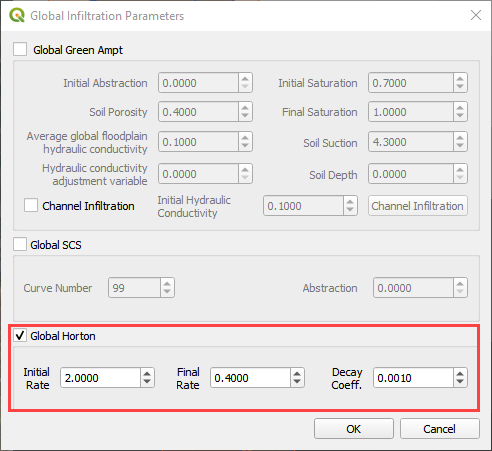 Global Infiltration Parameters
Global Green Ampt
Initial Abstraction 0.0000 Initial Saturation 0.7000
Soil Porosity 0.4000 Final Saturation 1.0000
Average global floodplain
hydraulic conductivity 0.1000 Soil Suction 4.3000
Hydraulic conductivity
adjustment variable 0.0000 Soil Depth 0.0000
Channel Infiltration Initial Hydraulic
Conductivity 0.1000 Channel Infiltration
Global SCS
Curve Number 99 Abstraction 0.0000
Global Horton
Initial
Rate 2.0000 Final
Rate 0.4000 Decay
Coeff. 0.0010
OK Cancel